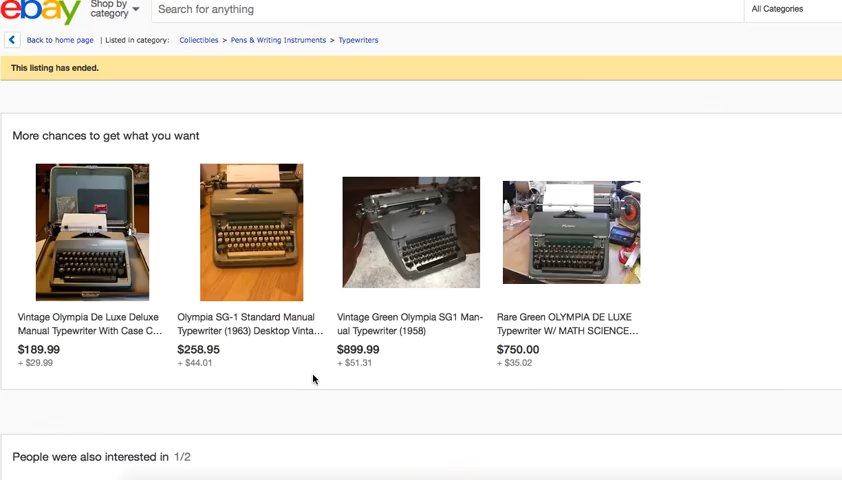 ebay
Shop by
category
Search for anything
All Categories
Back to home page | Listed in category: Collectibles > Pens & Writing Instruments > Typewriters
This listing has ended.
More chances to get what you want
Vintage Olympia De Luxe Deluxe
Manual Typewriter With Case C...
$189.99
+ $29.99
Olympia SG-1 Standard Manual
Typewriter (1963) Desktop Vinta...
$258.95
+ $44.01
Vintage Green Olympia SG1 Man-
ual Typewriter (1958)
$899.99
+ $51.31
Rare Green OLYMPIA DE LUXE
Typewriter W/ MATH SCIENCE...
$750.00
+ $35.02
People were also interested in 1/2